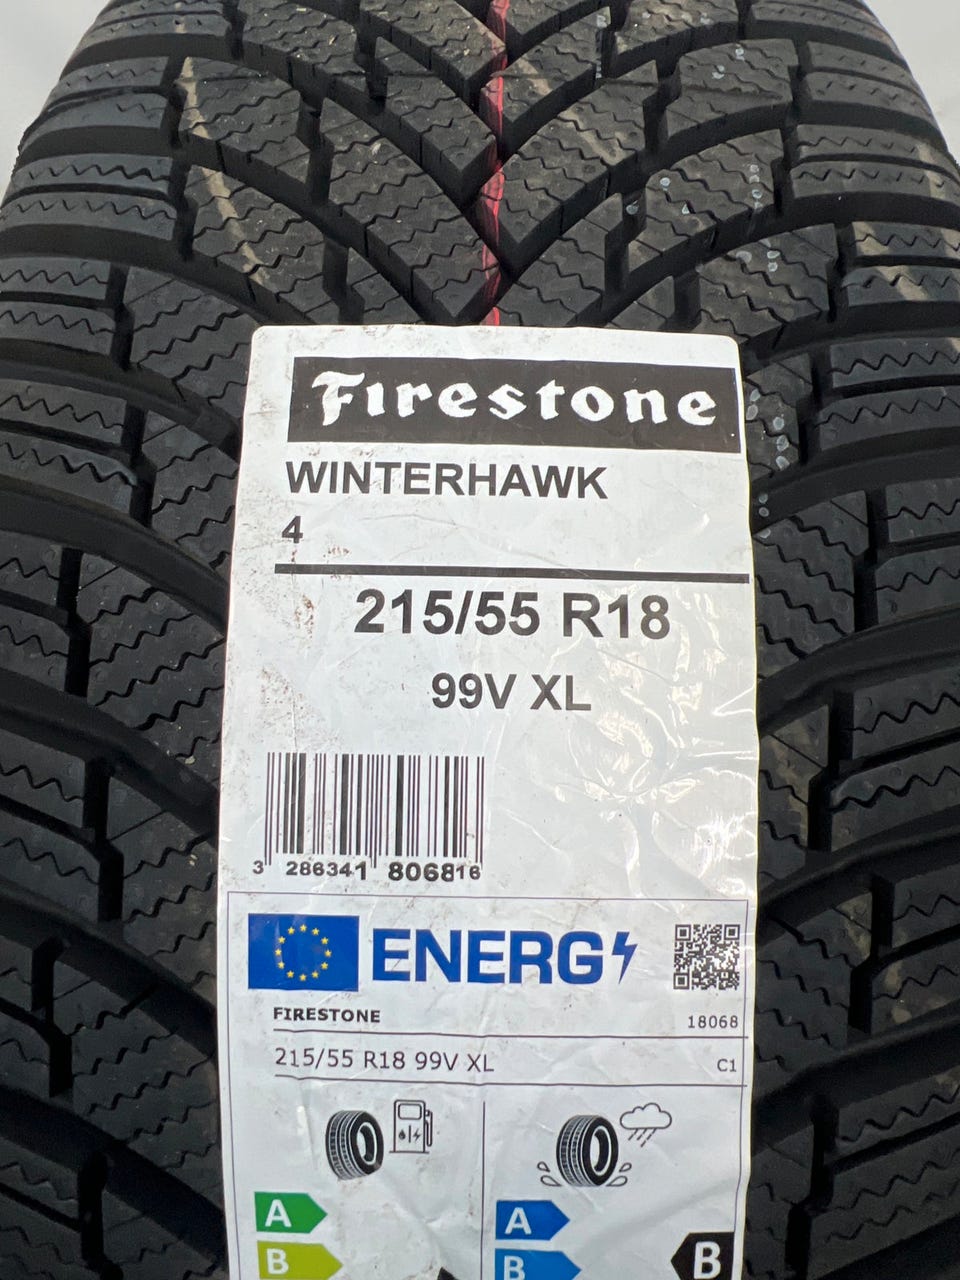 Firestone
WINTERHAWK
4
215/55 R18
99V XL
3 286341 806816
ENERG
FIRESTONE
18068
215/55 R18 99V XL
C1
A
A
B
B
B